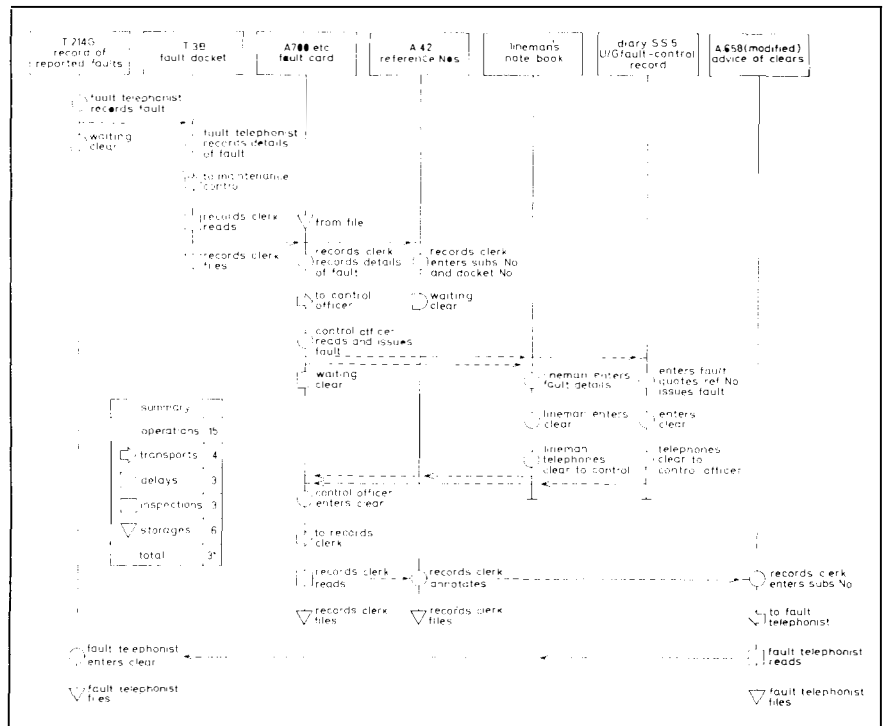 T.214G
record of
reported faults
T.3B
fault docket
A700 etc
fault card
A.42
reference Nos
lineman's
note book
diary S.S.5
U/G fault-control
record
A.658 (modified)
advice of clears
fault telephonist
records fault
waiting
clear
fault telephonist
records details
of fault
to maintenance
control
records clerk
reads
records clerk
files
from file
records clerk
records details
of fault
records clerk
enters subs No
and docket No
to control
officer
waiting
clear
control officer
reads and issues
fault
waiting
clear
lineman enters
fault details
enters fault
quotes ref No
issues fault
lineman enters
clear
enters
clear
lineman
telephones
clear to control
telephones
clear to
control officer
summary
operations 15
transports 4
delays 3
inspections 3
storages 6
total
control officer
enters clear
to records
clerk
records clerk
reads
records clerk
annotates
records clerk
enters subs No
records clerk
files
records clerk
files
to fault
telephonist
fault telephonist
enters clear
fault telephonist
reads
fault telephonist
files
fault telephonist
files